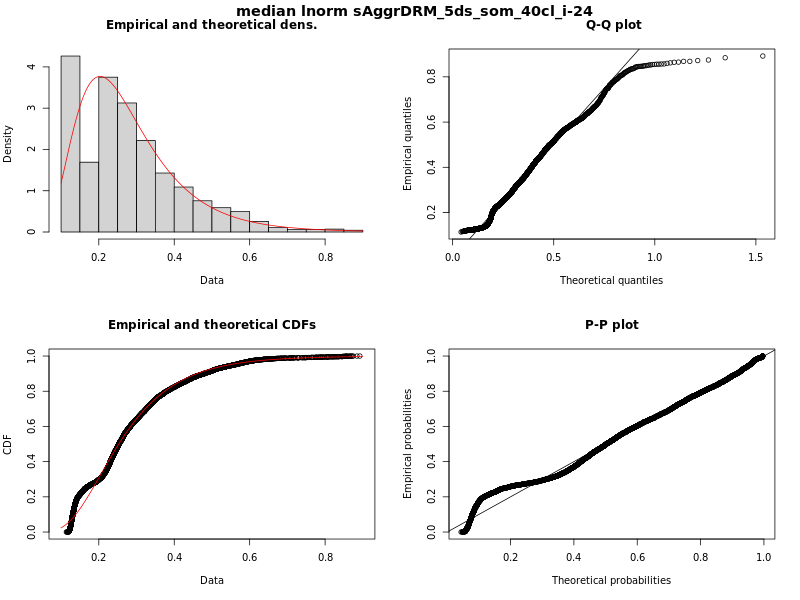 median lnorm sAggrDRM_5ds_som_40cl_i-24
Empirical and theoretical dens.
Density
0 1 2 3 4
0.2 0.4 0.6 0.8
Data
Q-Q plot
Empirical quantiles
0.2 0.4 0.6 0.8
0.0 0.5 1.0 1.5
Theoretical quantiles
Empirical and theoretical CDFs
CDF
0.0 0.2 0.4 0.6 0.8 1.0
0.2 0.4 0.6 0.8
Data
P-P plot
Empirical probabilities
0.0 0.2 0.4 0.6 0.8 1.0
0.2 0.4 0.6 0.8 1.0
Theoretical probabilities